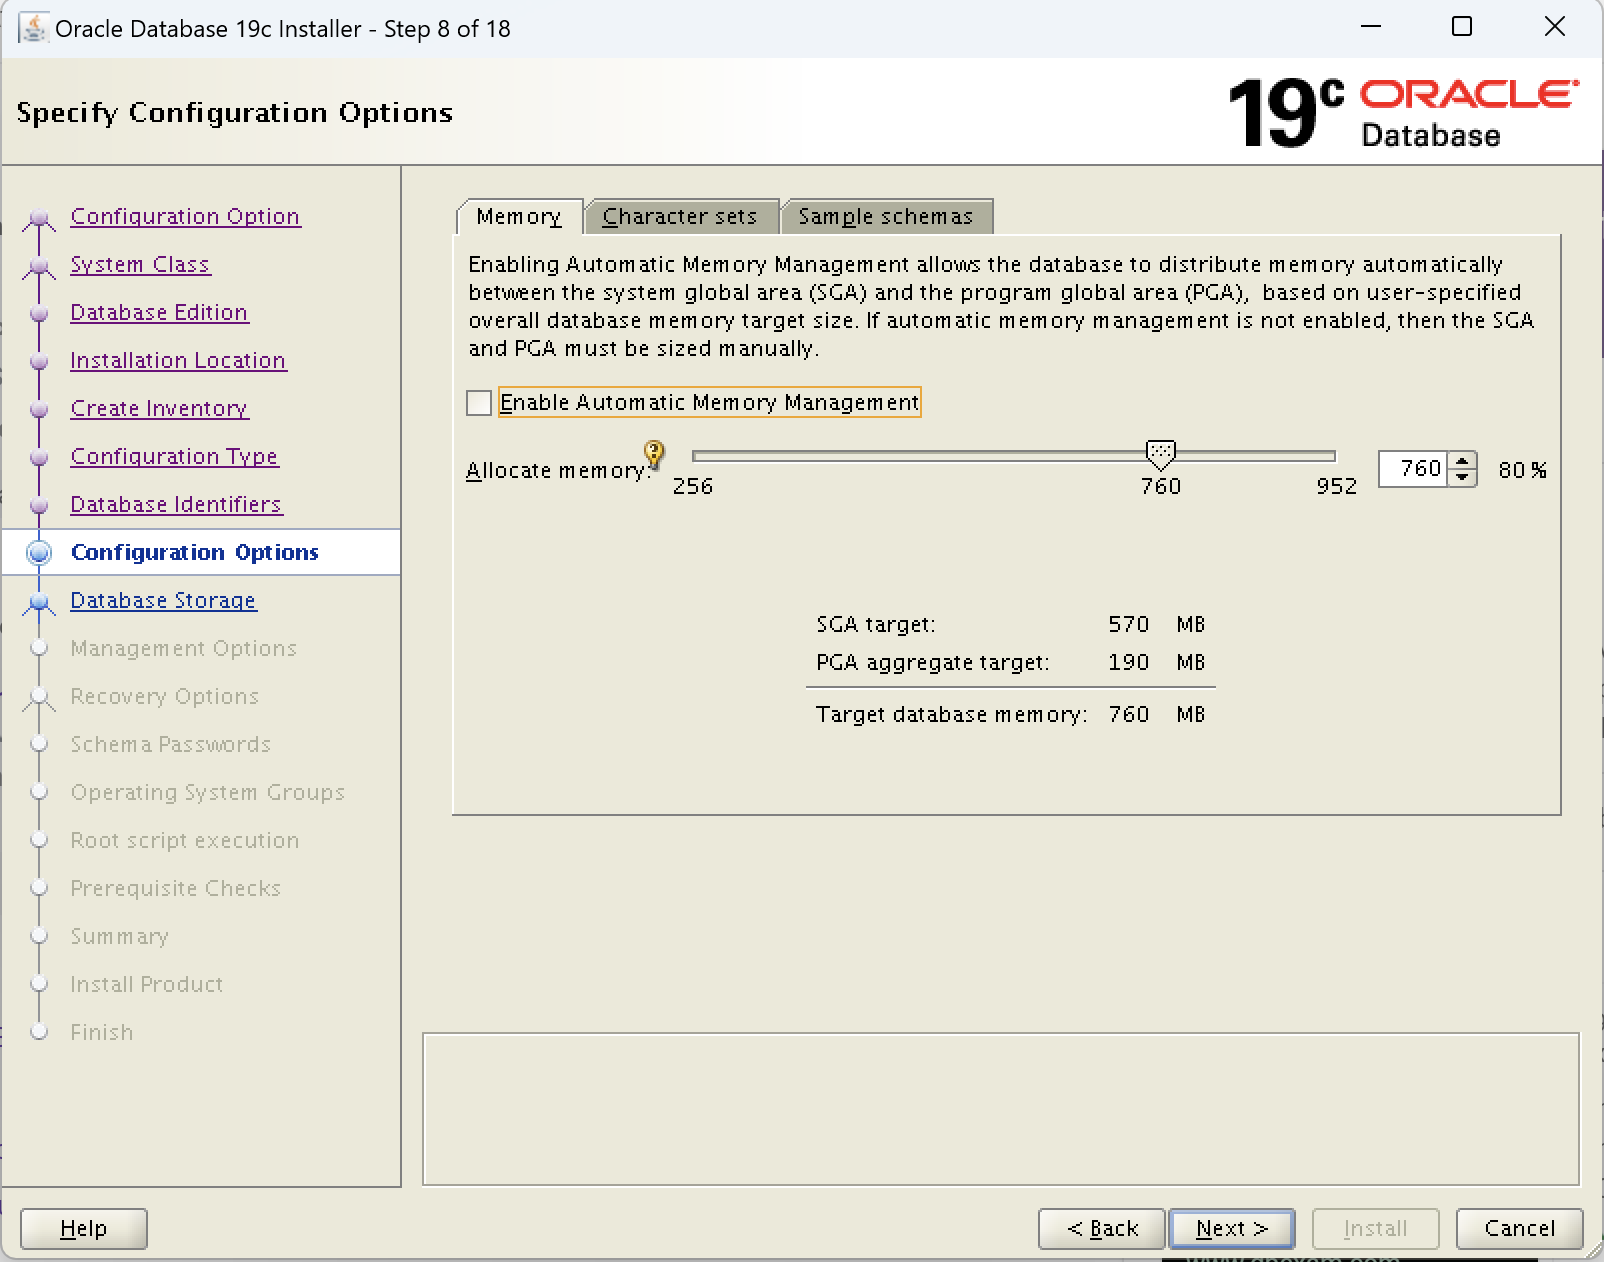 Oracle Database 19c Installer - Step 8 of 18
Specify Configuration Options
19c ORACLE
Database
Configuration Option
System Class
Database Edition
Installation Location
Create Inventory
Configuration Type
Database Identifiers
Configuration Options
Database Storage
Management Options
Recovery Options
Schema Passwords
Operating System Groups
Root script execution
Prerequisite Checks
Summary
Install Product
Finish
Memory Character sets Sample schemas
Enabling Automatic Memory Management allows the database to distribute memory automatically
between the system global area (SGA) and the program global area (PGA),  based on user-specified
overall database memory target size. If automatic memory management is not enabled, then the SGA
and PGA must be sized manually.
Enable Automatic Memory Management
Allocate memory: 760 80 %
256 760 952
SGA target: 570 MB
PGA aggregate target: 190 MB
Target database memory: 760 MB
Help < Back Next > Install Cancel